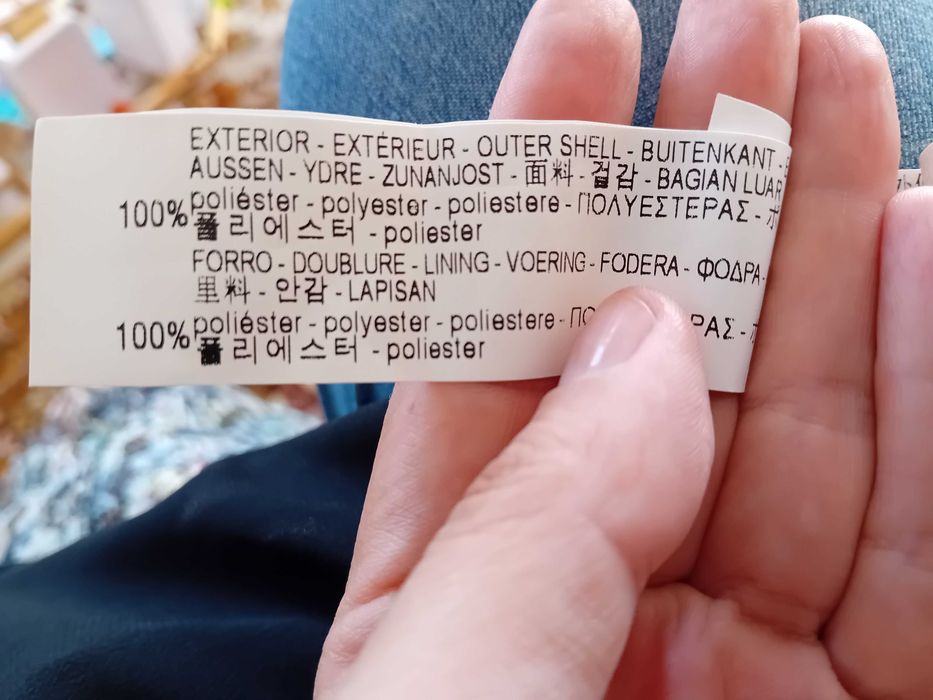 EXTERIOR - EXTÉRIEUR - OUTER SHELL - BUITENKANT -
AUSSEN - YDRE - ZUNANJOST - 面料 - 겉감 - BAGIAN LUAR
100% poliéster - polyester - poliestere - ΠΟΛΥΕΣΤΕΡΑΣ - ポ
폴리에스터 - poliester
FORRO - DOUBLURE - LINING - VOERING - FODERA - ΦΟΔΡΑ -
里料 - 안감 - LAPISAN
100% poliéster - polyester - poliestere -
폴리에스터 - poliester